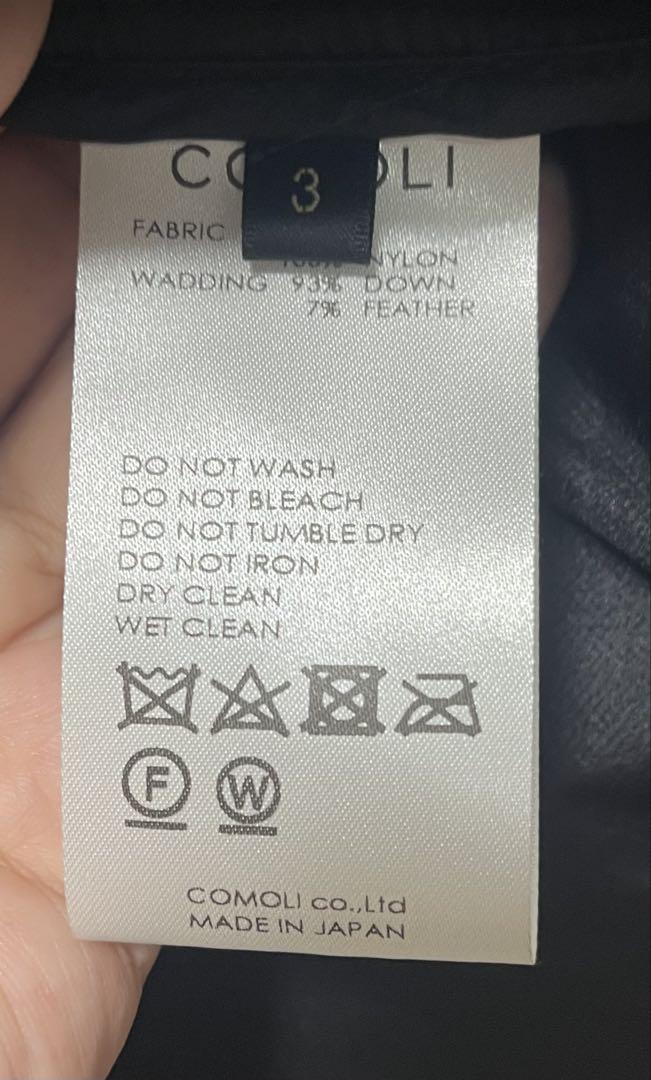 3
FABRIC
NYLON
WADDING 93% DOWN
7% FEATHER
DO NOT WASH
DO NOT BLEACH
DO NOT TUMBLE DRY
DO NOT IRON
DRY CLEAN
WET CLEAN
F W
COMOLI co.,Ltd
MADE IN JAPAN